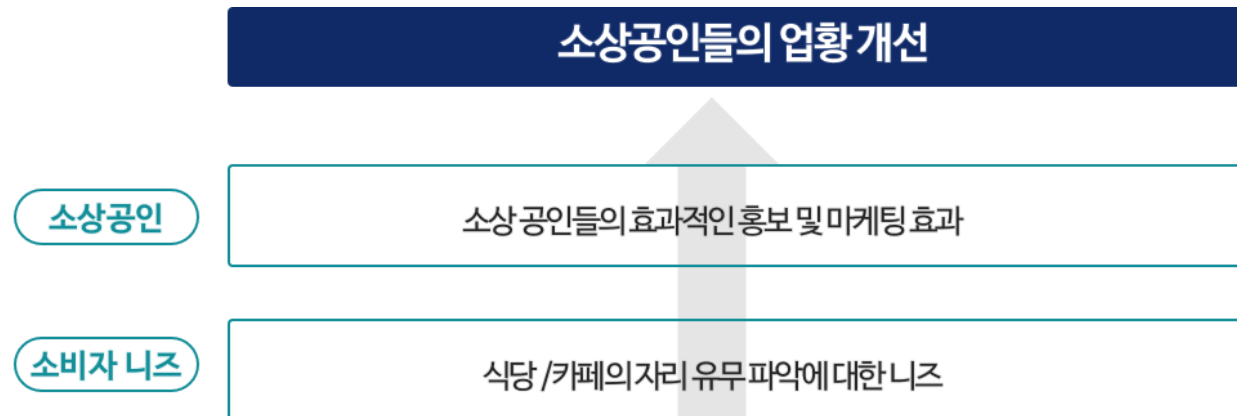 소상공인들의 업황 개선
소상공인
소상 공인들의 효과적인 홍보 및 마케팅 효과
소비자 니즈
식당 /카페의 자리 유무 파악에 대한 니즈